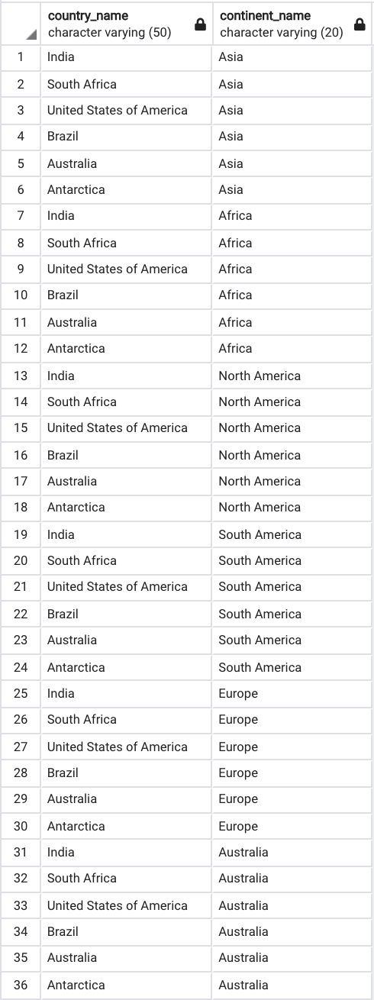 country_name continent_name
character varying (50) character varying (20)
1 India Asia
2 South Africa Asia
3 United States of America Asia
4 Brazil Asia
5 Australia Asia
6 Antarctica Asia
7 India Africa
8 South Africa Africa
9 United States of America Africa
10 Brazil Africa
11 Australia Africa
12 Antarctica Africa
13 India North America
14 South Africa North America
15 United States of America North America
16 Brazil North America
17 Australia North America
18 Antarctica North America
19 India South America
20 South Africa South America
21 United States of America South America
22 Brazil South America
23 Australia South America
24 Antarctica South America
25 India Europe
26 South Africa Europe
27 United States of America Europe
28 Brazil Europe
29 Australia Europe
30 Antarctica Europe
31 India Australia
32 South Africa Australia
33 United States of America Australia
34 Brazil Australia
35 Australia Australia
36 Antarctica Australia